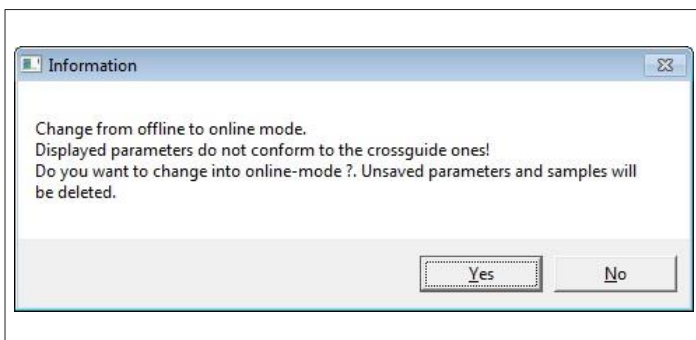 Information
Change from offline to online mode.
Displayed parameters do not conform to the crossguide ones!
Do you want to change into online-mode ?. Unsaved parameters and samples will
be deleted.
Yes
No